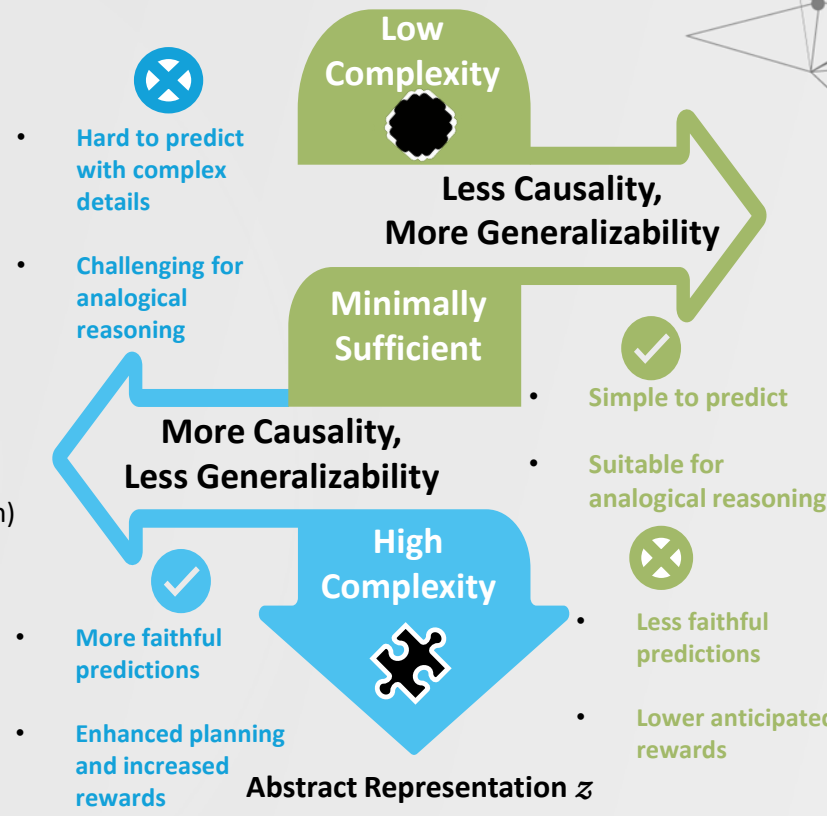 Low
Complexity
Hard to predict
with complex
details
Less Causality,
More Generalizability
Challenging for
analogical
reasoning
Minimally
Sufficient
Simple to predict
More Causality,
Less Generalizability
Suitable for
analogical reasoning
n)
High
Complexity
More faithful
predictions
Less faithful
predictions
Enhanced planning
and increased
rewards
Lower anticipated
rewards
Abstract Representation z